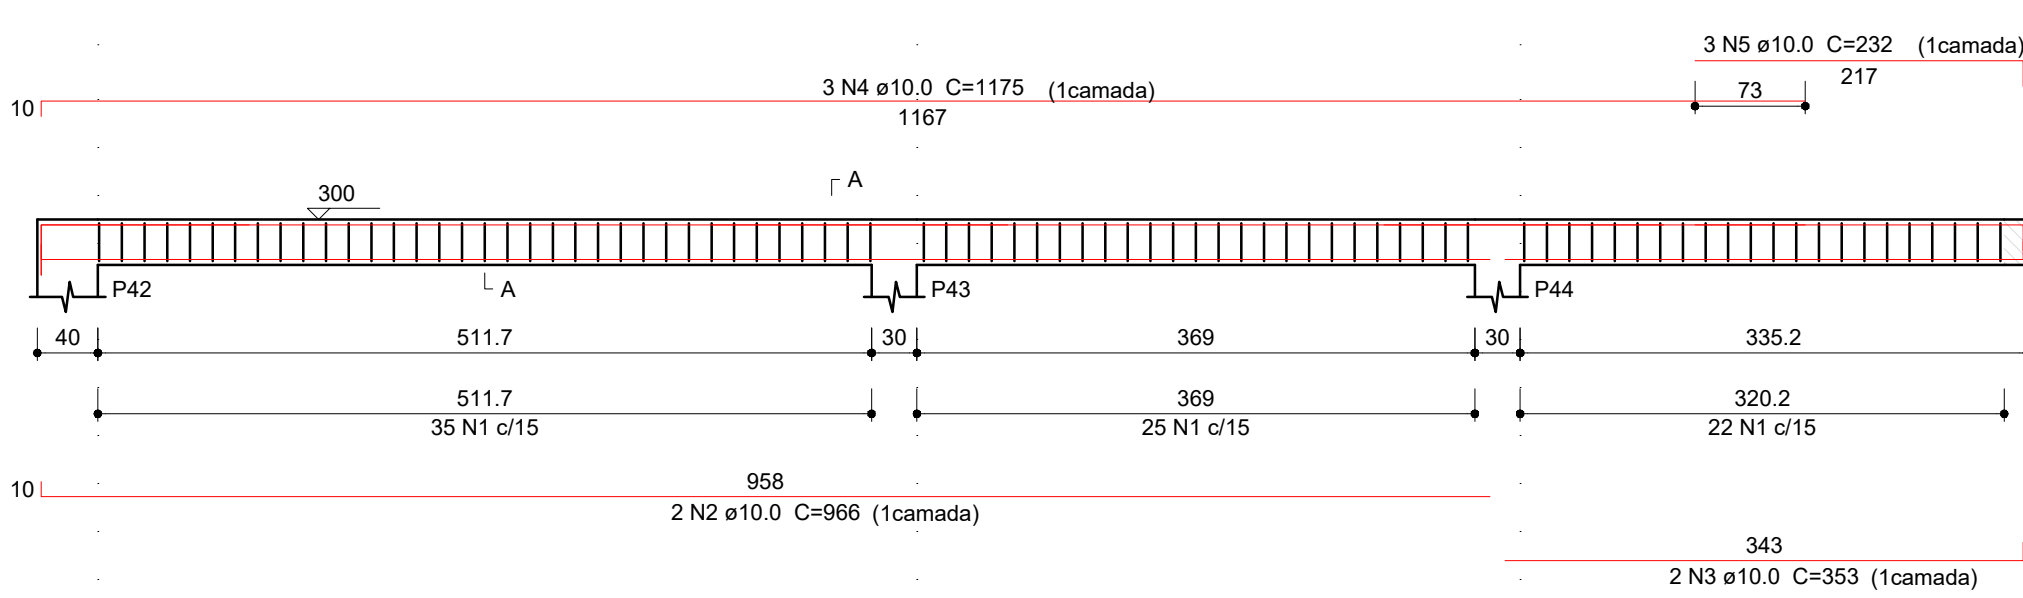 3 N5 ø10.0 C=232 (1camada)
217
3 N4 ø10.0 C=1175 (1camada)
73
10
1167
A
300
P42
A
P43
P44
40
511.7
30
369
30
335.2
511.7
369
320.2
35 N1 c/15
25 N1 c/15
22 N1 c/15
10
958
2 N2 ø10.0 C=966 (1camada)
343
2 N3 ø10.0 C=353 (1camada)